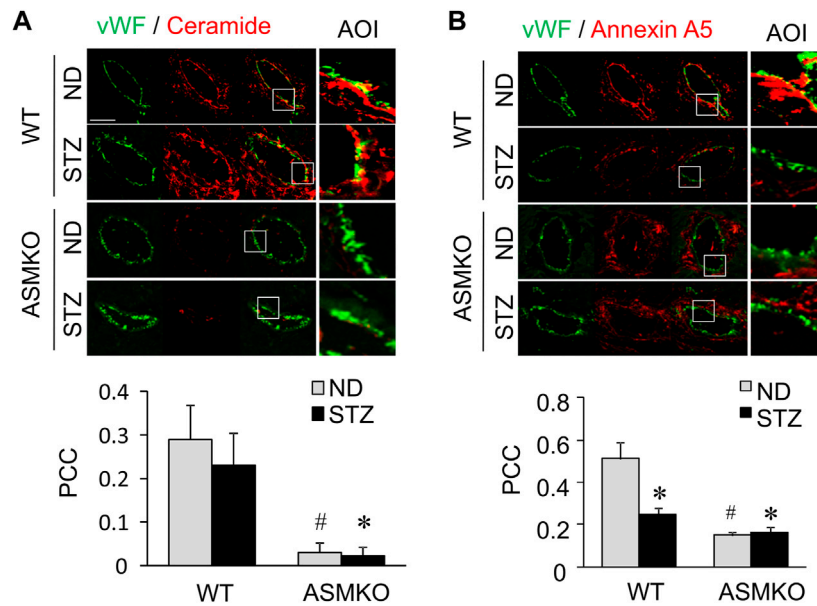 A
vWF / Ceramide AOI
WT
ND
STZ
ASMKO
ND
STZ
0.4
0.3
0.2
0.1
0
PCC
ND
STZ
#
*
WT ASMKO
B
vWF / Annexin A5 AOI
WT
ND
STZ
ASMKO
ND
STZ
0.8
0.6
0.4
0.2
0
PCC
ND
STZ
*
#
*
WT ASMKO